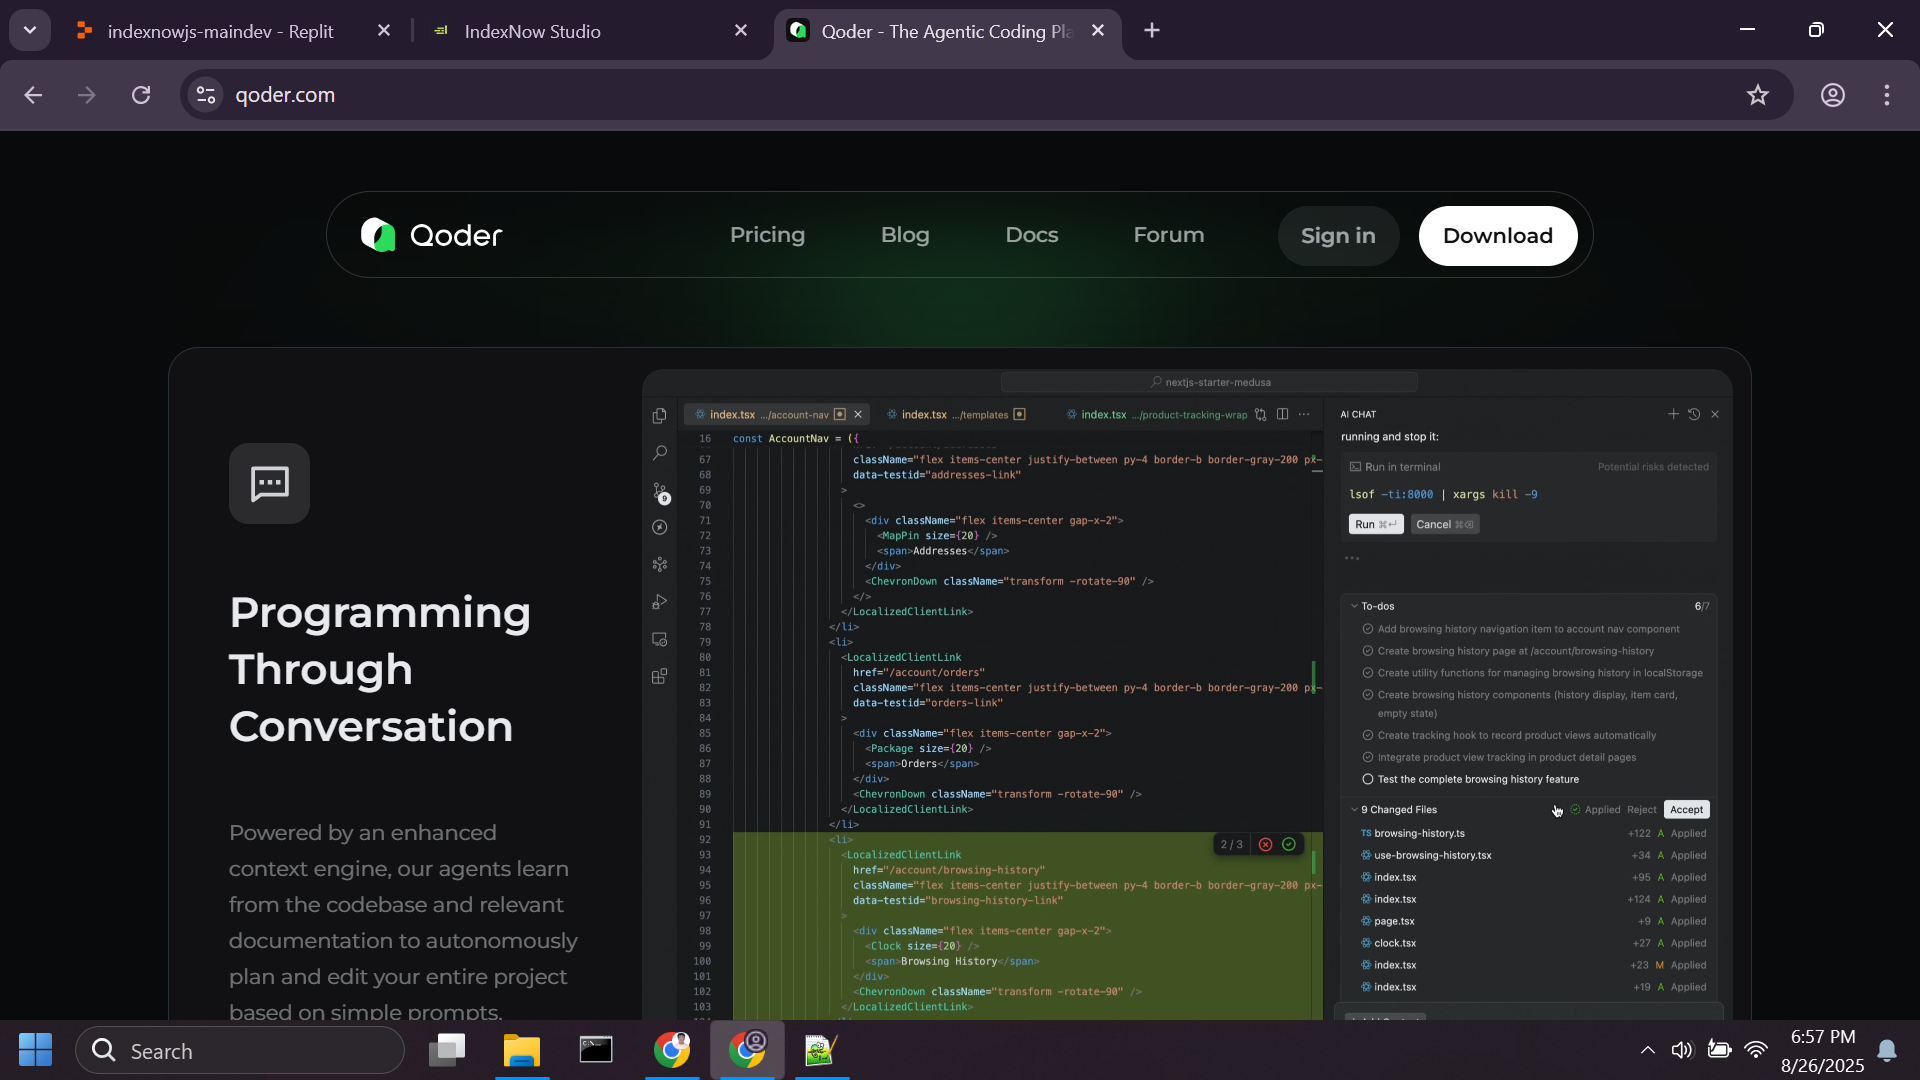 indexnowjs-maindev - Replit
IndexNow Studio
Qoder - The Agentic Coding Pla
qoder.com
Qoder
Pricing
Blog
Docs
Forum
Sign in
Download
Programming
Through
Conversation
Powered by an enhanced
context engine, our agents learn
from the codebase and relevant
documentation to autonomously
plan and edit your entire project
based on simple prompts.
nextjs-starter-medusa
index.tsx .../account-nav
index.tsx .../templates
index.tsx .../product-tracking-wrap
9
16 const AccountNav = ({
67 className="flex items-center justify-between py-4 border-b border-gray-200 px-
68 data-testid="addresses-link"
69 >
70 <>
71 <div className="flex items-center gap-x-2">
72 <MapPin size={20} />
73 <span>Addresses</span>
74 </div>
75 <ChevronDown className="transform -rotate-90" />
76 </>
77 </LocalizedClientLink>
78 </li>
79 <li>
80 <LocalizedClientLink
81 href="/account/orders"
82 className="flex items-center justify-between py-4 border-b border-gray-200 px-
83 data-testid="orders-link"
84 >
85 <div className="flex items-center gap-x-2">
86 <Package size={20} />
87 <span>Orders</span>
88 </div>
89 <ChevronDown className="transform -rotate-90" />
90 </LocalizedClientLink>
91 </li>
92 <li>
2 / 3
93 <LocalizedClientLink
94 href="/account/browsing-history"
95 className="flex items-center justify-between py-4 border-b border-gray-200 px-
96 data-testid="browsing-history-link"
97 >
98 <div className="flex items-center gap-x-2">
99 <Clock size={20} />
100 <span>Browsing History</span>
101 </div>
102 <ChevronDown className="transform -rotate-90" />
103 </LocalizedClientLink>
AI CHAT
running and stop it:
Run in terminal
Potential risks detected
lsof -ti:8000 | xargs kill -9
Run
Cancel
To-dos
6/7
Add browsing history navigation item to account nav component
Create browsing history page at /account/browsing-history
Create utility functions for managing browsing history in localStorage
Create browsing history components (history display, item card,
empty state)
Create tracking hook to record product views automatically
Integrate product view tracking in product detail pages
Test the complete browsing history feature
9 Changed Files
Applied
Reject
Accept
TS browsing-history.ts +122 A Applied
use-browsing-history.tsx +34 A Applied
index.tsx +95 A Applied
index.tsx +124 A Applied
page.tsx +9 A Applied
clock.tsx +27 A Applied
index.tsx +23 M Applied
index.tsx +19 A Applied
Search
6:57 PM
8/26/2025